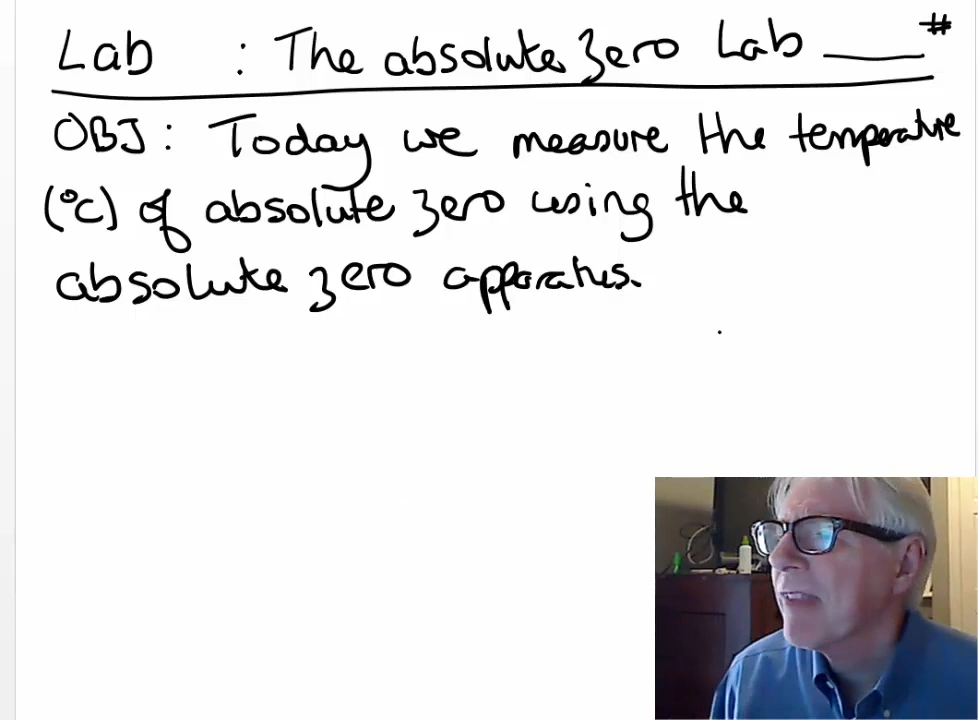 Lab : The absolute zero Lab ____ #
OBJ : Today we measure the temperature
(°C) of absolute zero using the
absolute zero apparatus.